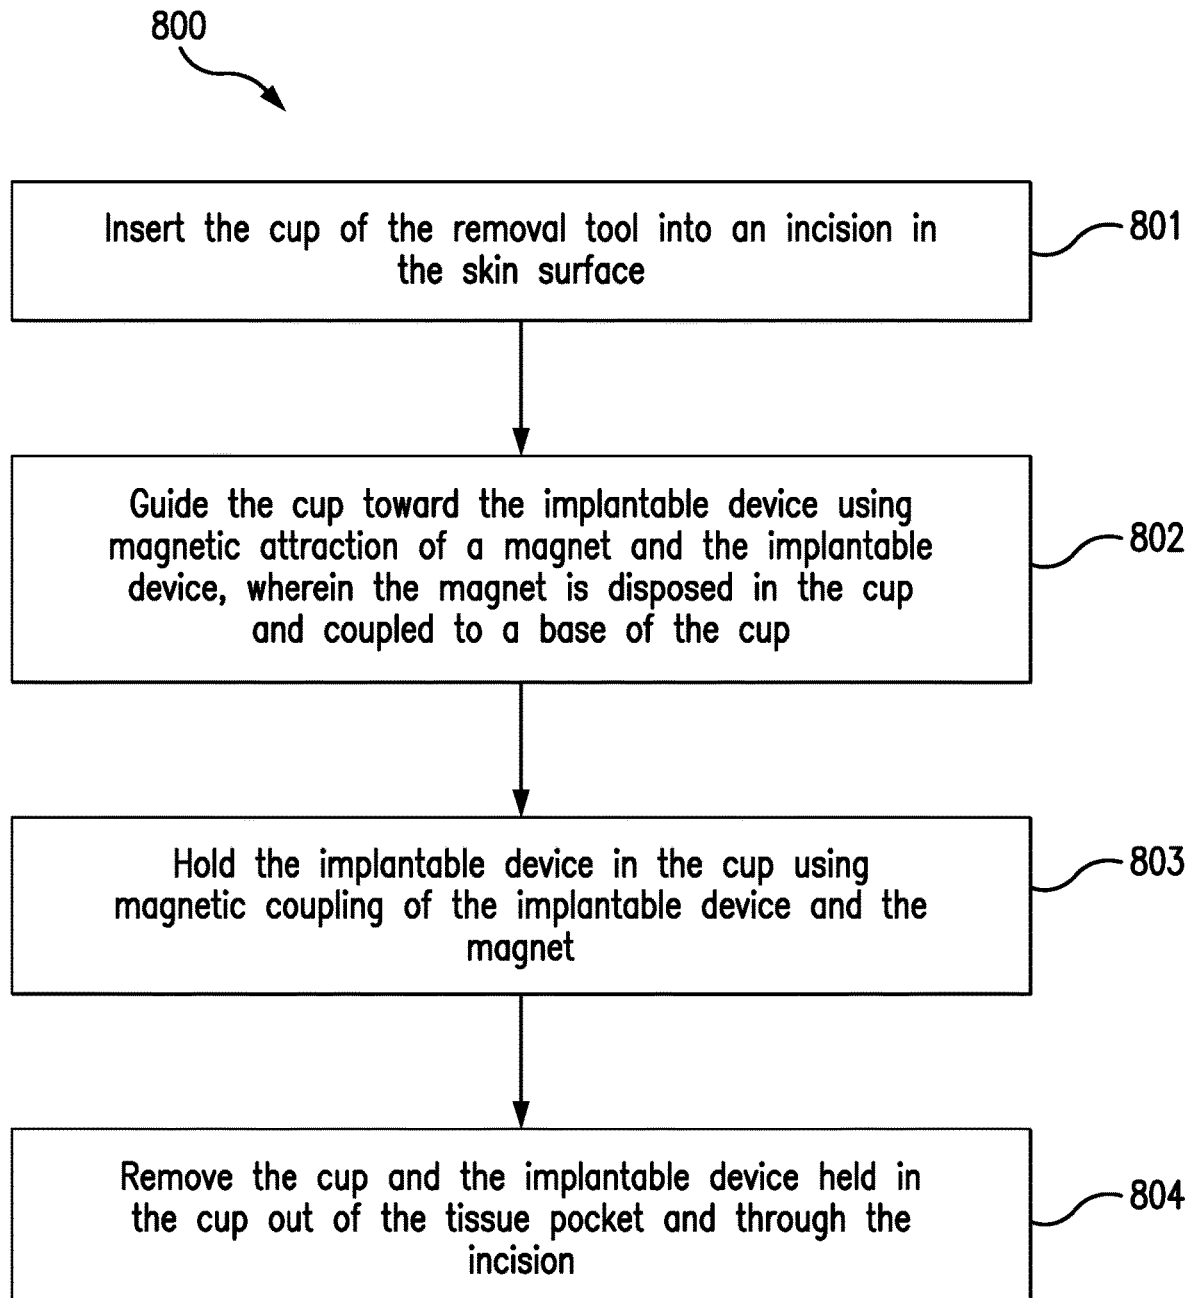 800
Insert the cup of the removal tool into an incision in
the skin surface
801
Guide the cup toward the implantable device using
magnetic attraction of a magnet and the implantable
device, wherein the magnet is disposed in the cup
and coupled to a base of the cup
802
Hold the implantable device in the cup using
magnetic coupling of the implantable device and the
magnet
803
Remove the cup and the implantable device held in
the cup out of the tissue pocket and through the
incision
804